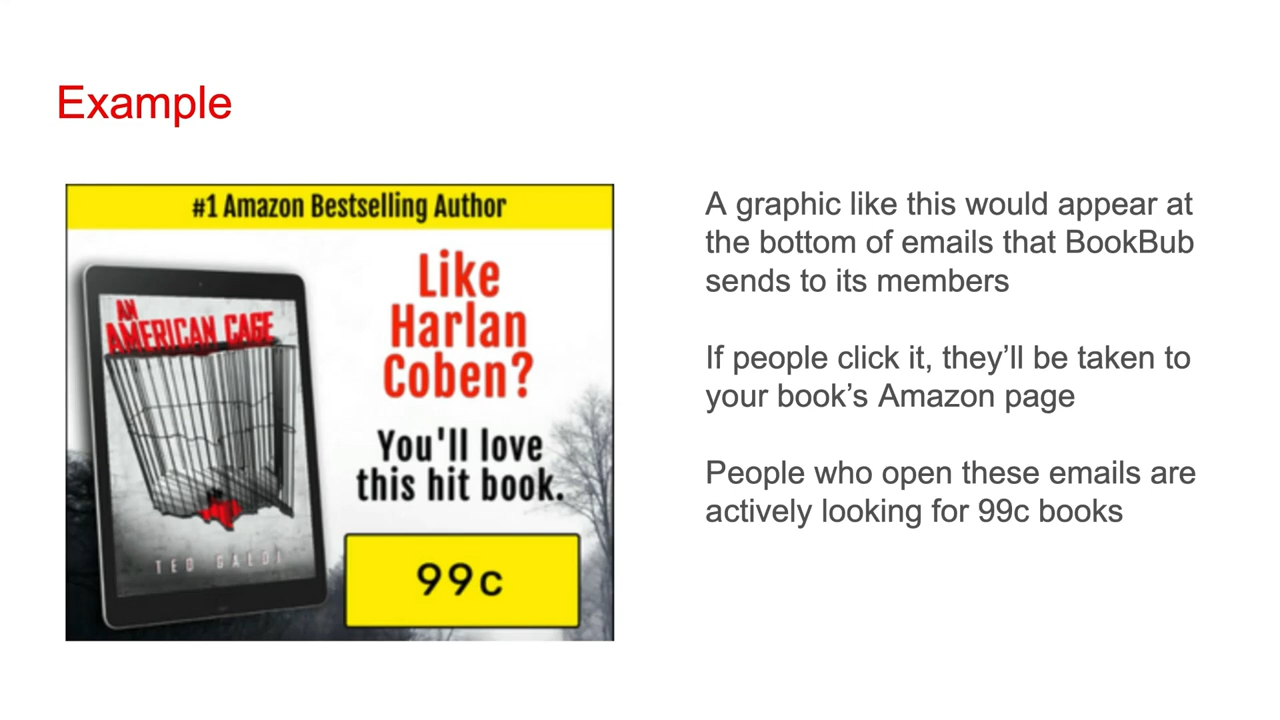 Example
#1 Amazon Bestselling Author
Like
Harlan
Coben?
You'll love
this hit book.
99c
AN
AMERICAN CAGE
TED GALDI
A graphic like this would appear at
the bottom of emails that BookBub
sends to its members
If people click it, they’ll be taken to
your book’s Amazon page
People who open these emails are
actively looking for 99c books